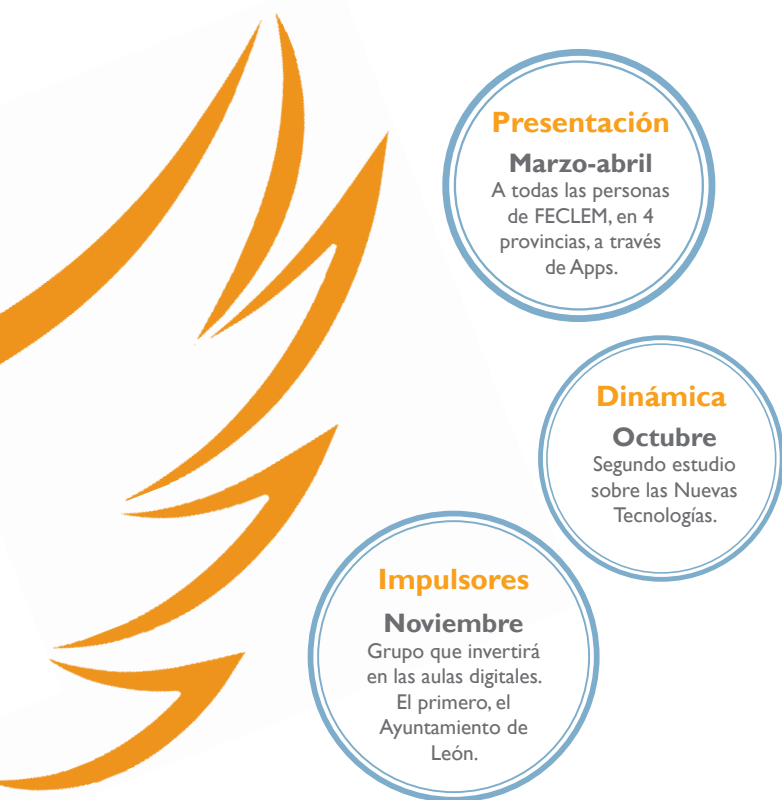 Presentación
Marzo-abril
A todas las personas
de FECLEM, en 4
provincias, a través
de Apps.
Dinámica
Octubre
Segundo estudio
sobre las Nuevas
Tecnologías.
Impulsores
Noviembre
Grupo que invertirá
en las aulas digitales.
El primero, el
Ayuntamiento de
León.